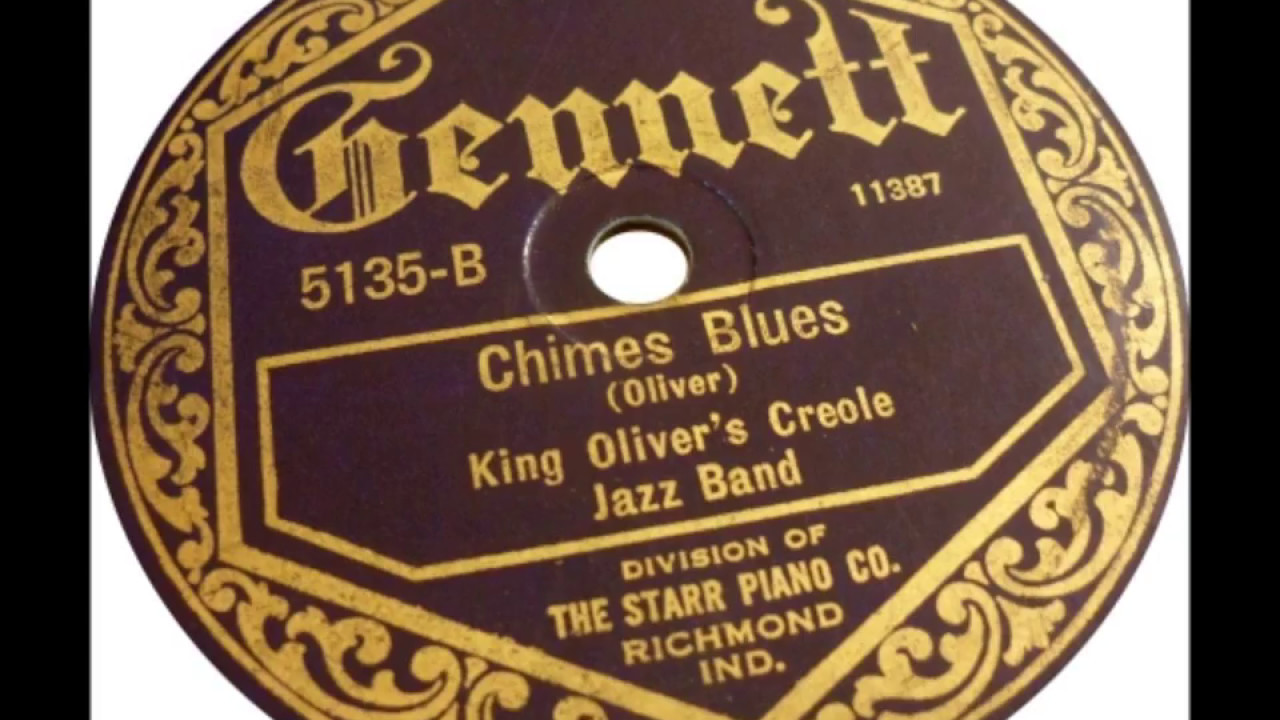 Gennett
11387
5135-B
Chimes Blues
(Oliver)
King Oliver's Creole
Jazz Band
DIVISION OF
THE STARR PIANO CO.
RICHMOND
IND.